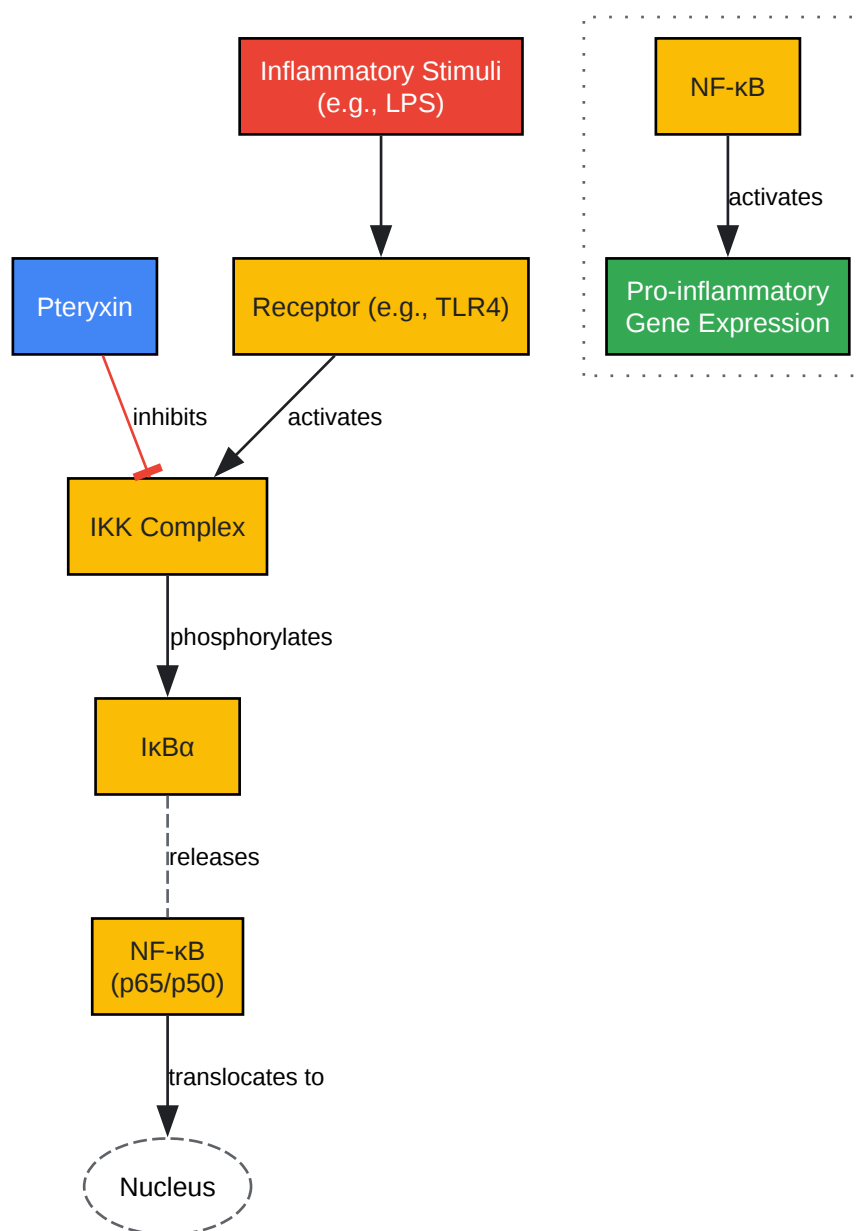 Inflammatory Stimuli
(e.g., LPS)
NF-κB
activates
Pteryxin
Receptor (e.g., TLR4)
Pro-inflammatory
Gene Expression
inhibits
activates
IKK Complex
phosphorylates
IκBα
releases
NF-κB
(p65/p50)
translocates to
Nucleus